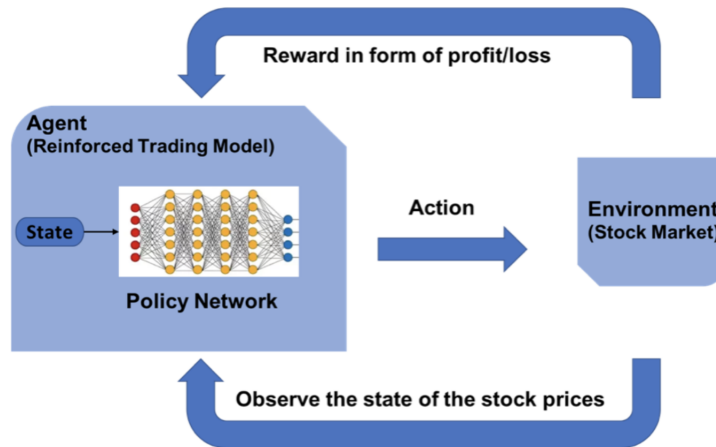 Reward in form of profit/loss
Agent
(Reinforced Trading Model)
State
Policy Network
Action
Environment
(Stock Market)
Observe the state of the stock prices